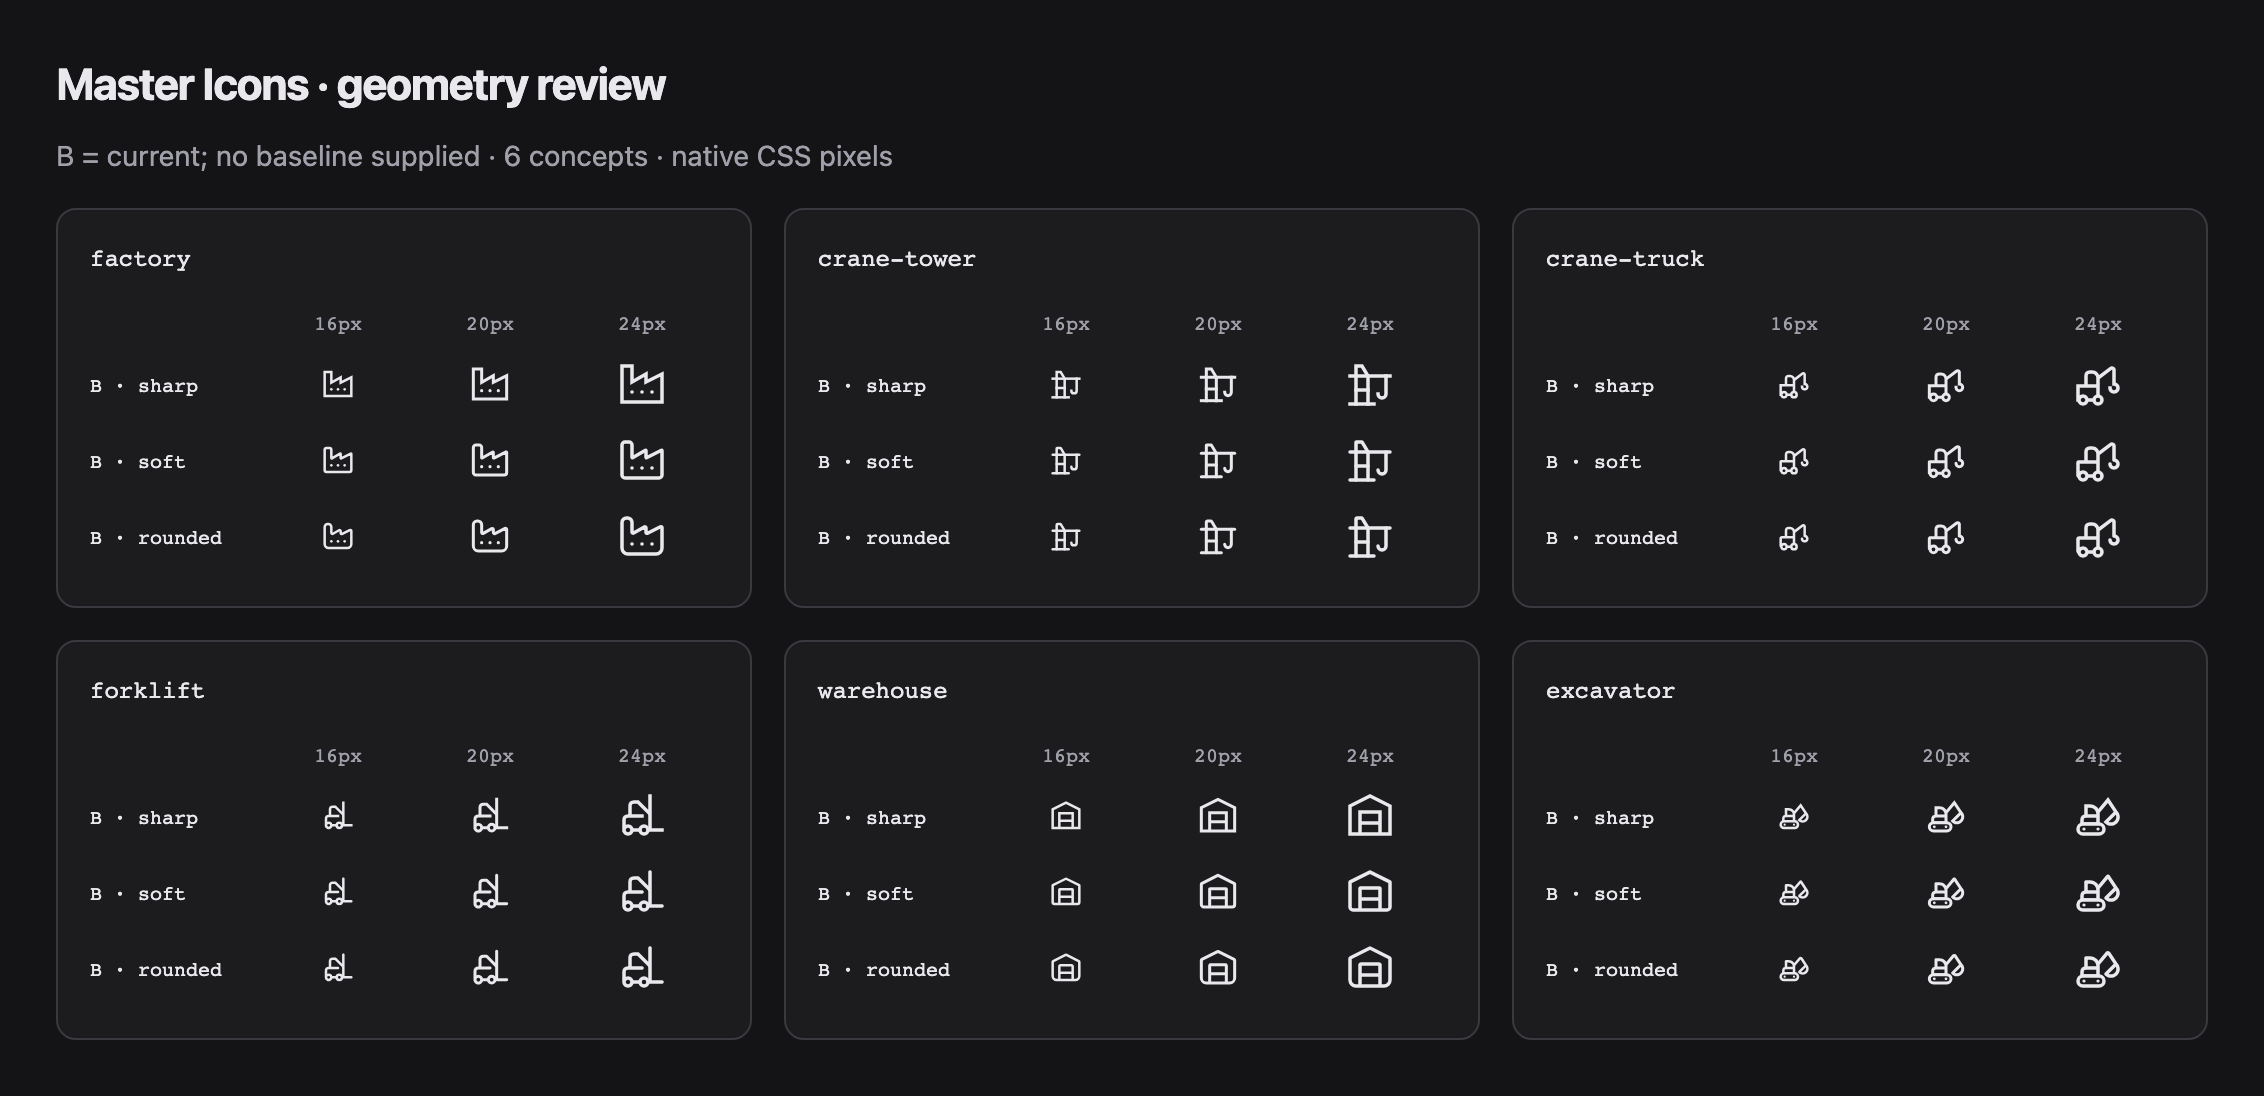 Master Icons · geometry review
B = current; no baseline supplied · 6 concepts · native CSS pixels
factory
16px 20px 24px
B · sharp
B · soft
B · rounded
crane-tower
16px 20px 24px
B · sharp
B · soft
B · rounded
crane-truck
16px 20px 24px
B · sharp
B · soft
B · rounded
forklift
16px 20px 24px
B · sharp
B · soft
B · rounded
warehouse
16px 20px 24px
B · sharp
B · soft
B · rounded
excavator
16px 20px 24px
B · sharp
B · soft
B · rounded